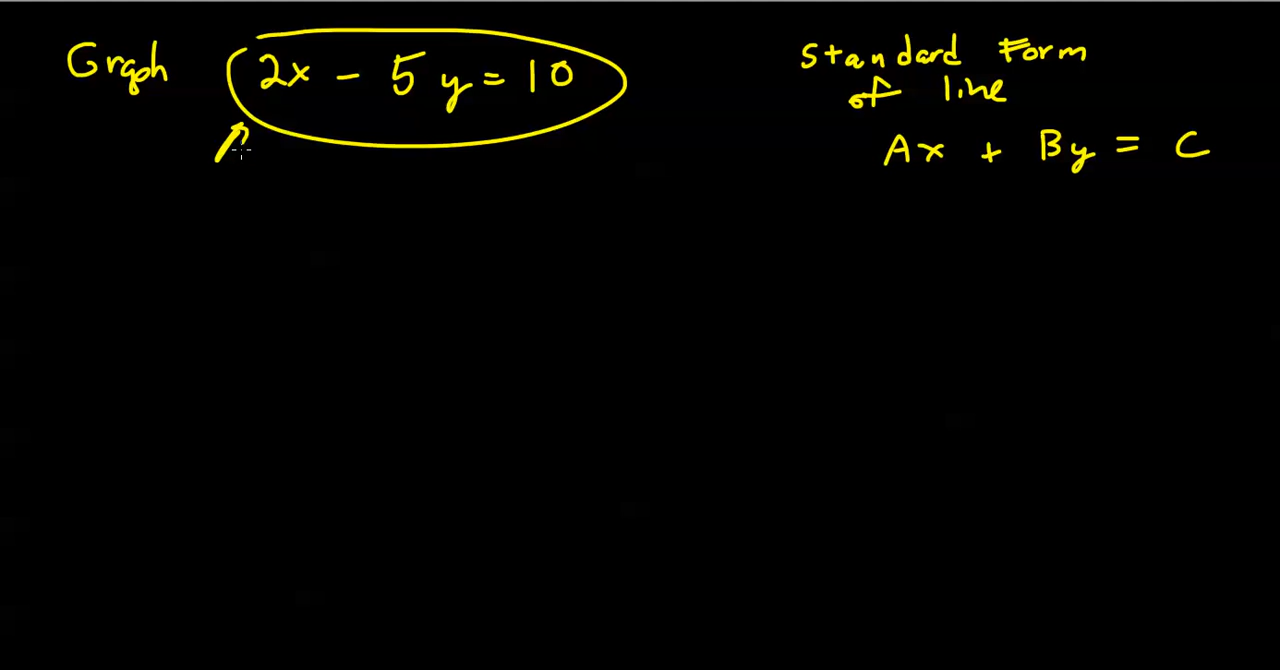 Graph 2x - 5y = 10
Standard Form
of line
Ax + By = C